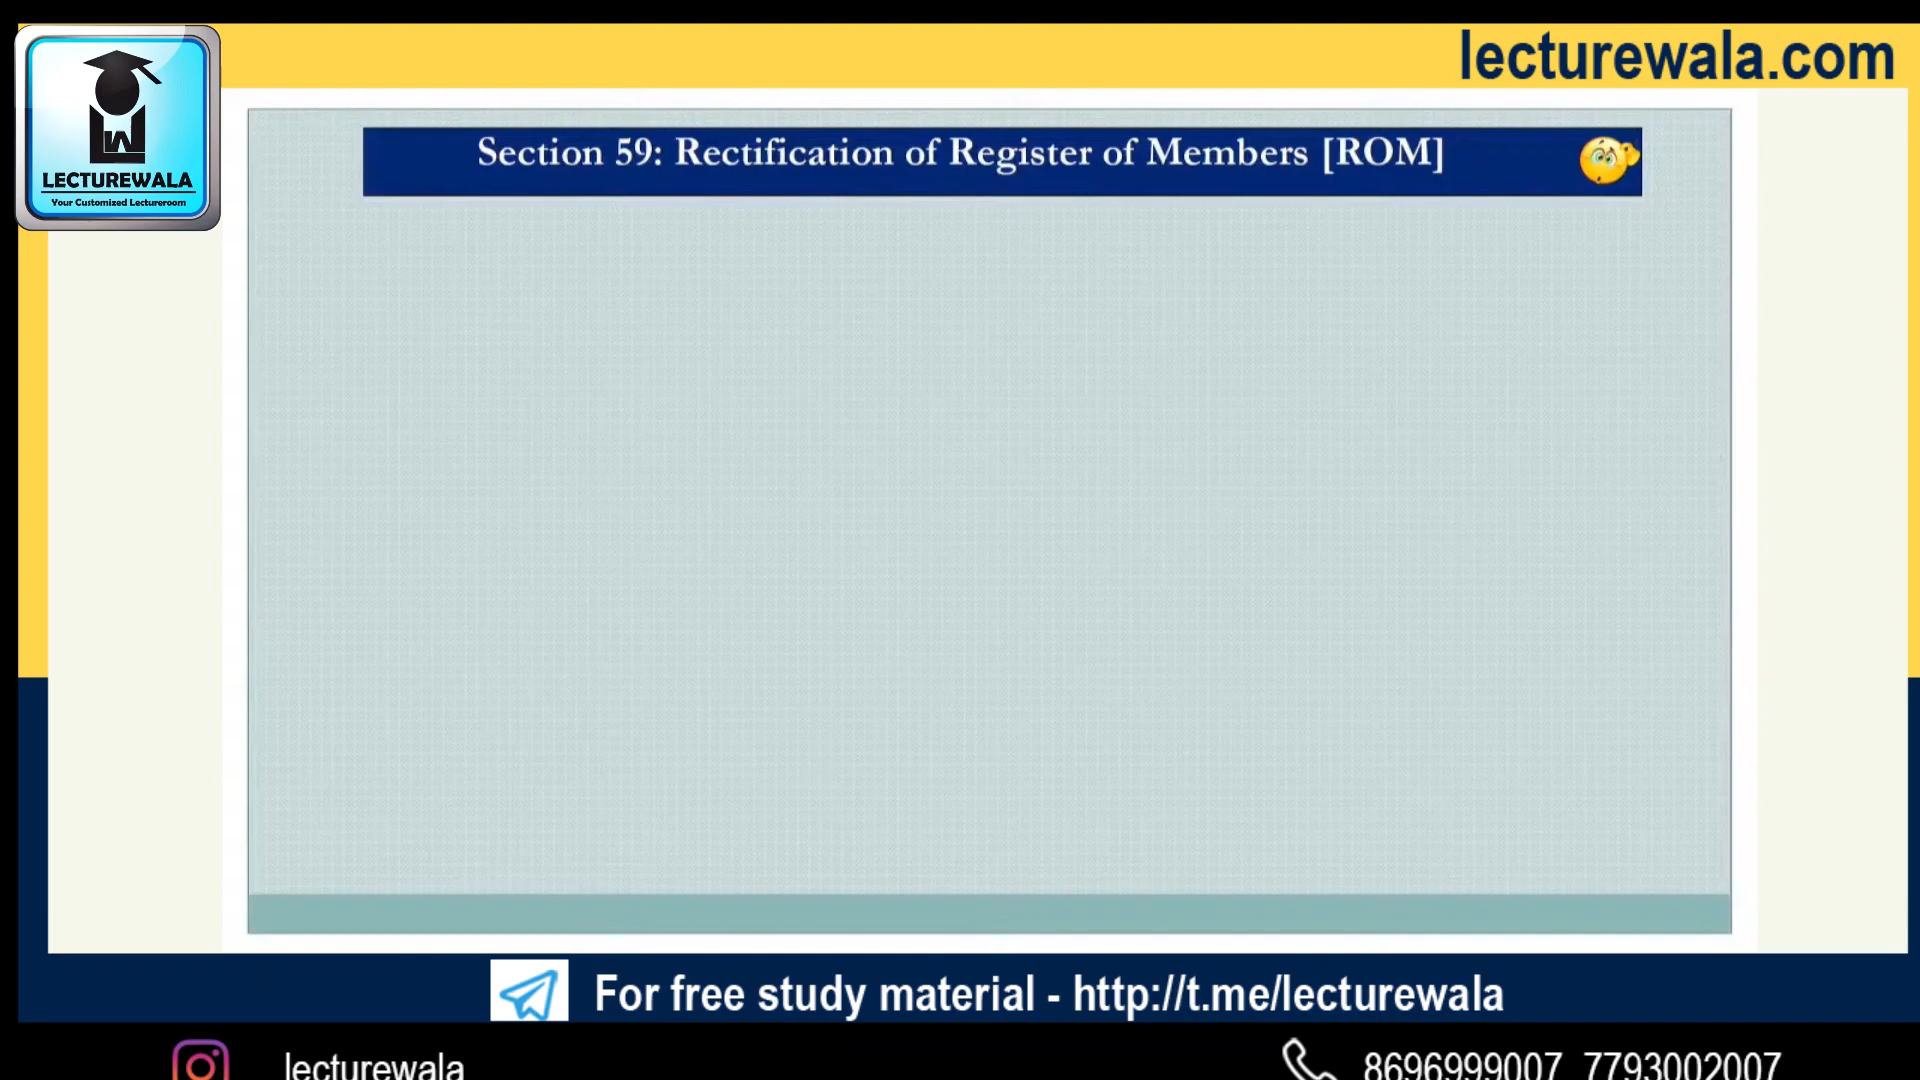 lecturewala.com
LW
LECTUREWALA
Your Customized Lectureroom
Section 59: Rectification of Register of Members [ROM]
For free study material - http://t.me/lecturewala
lecturewala
8696999007, 7793002007